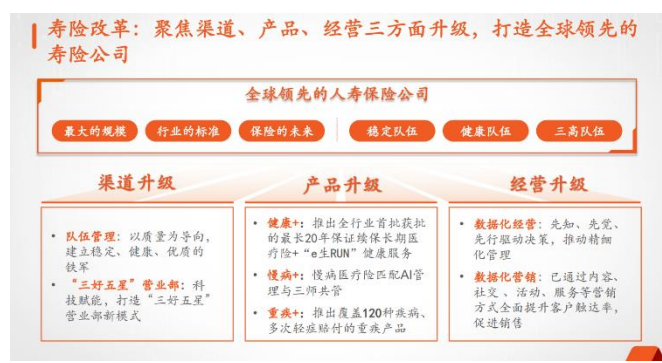 寿险改革：聚焦渠道、产品、经营三方面升级，打造全球领先的
寿险公司
全球领先的人寿保险公司
最大的规模 行业的标准 保险的未来 稳定队伍 健康队伍 三高队伍
渠道升级
• 队伍管理：以质量为导向，
建立稳定、健康、优质的
铁军
• “三好五星”营业部：科
技赋能，打造“三好五星”
营业部新模式
产品升级
• 健康+：推出全行业首批获批
的最长20年保证续保长期医
疗险+“e生RUN”健康服务
• 慢病+：慢病医疗险匹配AI管
理与三师共管
• 重疾+：推出覆盖120种疾病、
多次轻症赔付的重疾产品
经营升级
• 数据化经营：先知、先觉、
先行驱动决策，推动精细
化管理
• 数据化营销：已通过内容、
社交、活动、服务等营销
方式全面提升客户触达率，
促进销售